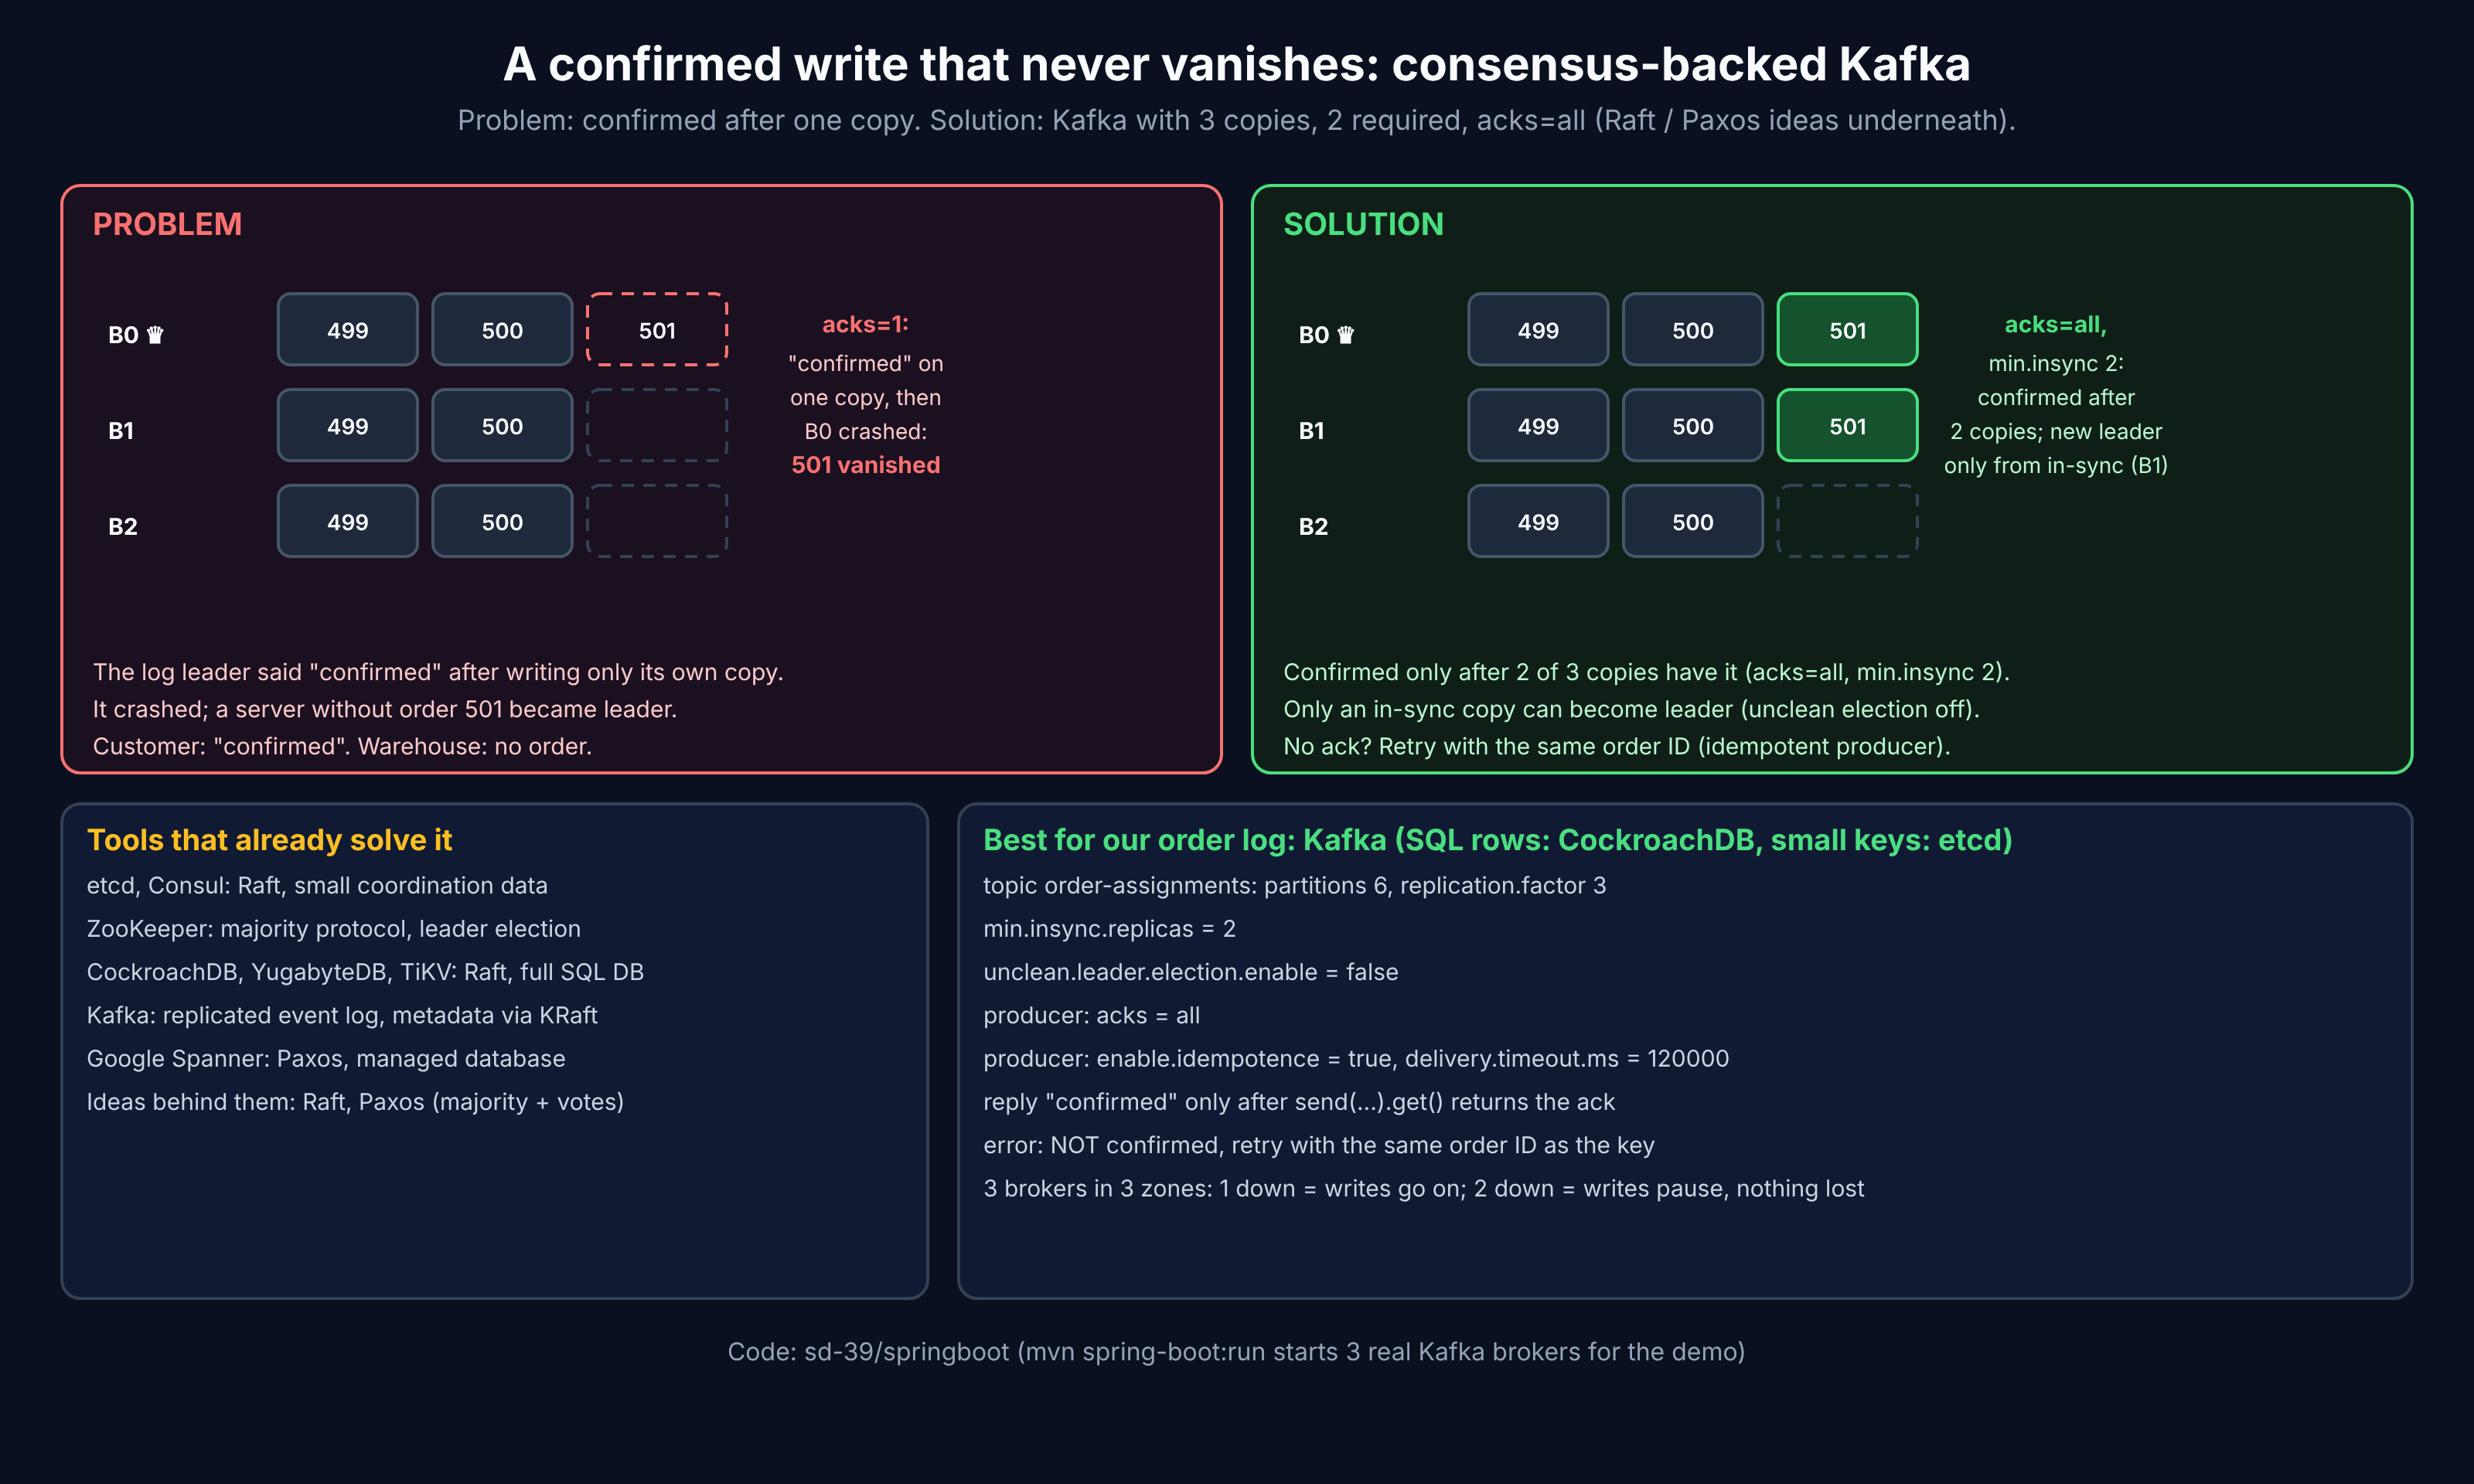 A confirmed write that never vanishes: consensus-backed Kafka
Problem: confirmed after one copy. Solution: Kafka with 3 copies, 2 required, acks=all (Raft / Paxos ideas underneath).
PROBLEM
B0 ♛ 499 500 501
B1 499 500
B2 499 500
acks=1:
"confirmed" on
one copy, then
B0 crashed:
501 vanished
The log leader said "confirmed" after writing only its own copy.
It crashed; a server without order 501 became leader.
Customer: "confirmed". Warehouse: no order.
SOLUTION
B0 ♛ 499 500 501
B1 499 500 501
B2 499 500
acks=all,
min.insync 2:
confirmed after
2 copies; new leader
only from in-sync (B1)
Confirmed only after 2 of 3 copies have it (acks=all, min.insync 2).
Only an in-sync copy can become leader (unclean election off).
No ack? Retry with the same order ID (idempotent producer).
Tools that already solve it
etcd, Consul: Raft, small coordination data
ZooKeeper: majority protocol, leader election
CockroachDB, YugabyteDB, TiKV: Raft, full SQL DB
Kafka: replicated event log, metadata via KRaft
Google Spanner: Paxos, managed database
Ideas behind them: Raft, Paxos (majority + votes)
Best for our order log: Kafka (SQL rows: CockroachDB, small keys: etcd)
topic order-assignments: partitions 6, replication.factor 3
min.insync.replicas = 2
unclean.leader.election.enable = false
producer: acks = all
producer: enable.idempotence = true, delivery.timeout.ms = 120000
reply "confirmed" only after send(...).get() returns the ack
error: NOT confirmed, retry with the same order ID as the key
3 brokers in 3 zones: 1 down = writes go on; 2 down = writes pause, nothing lost
Code: sd-39/springboot (mvn spring-boot:run starts 3 real Kafka brokers for the demo)